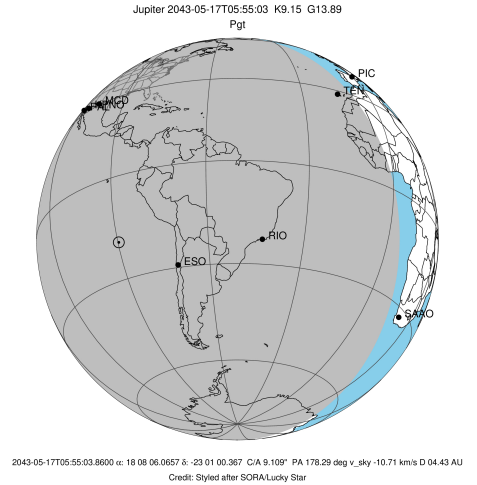 Jupiter 2043-05-17T05:55:03 K9.15 G13.89
Pgt
PIC
TEN
MCD
RIO
ESO
SAAO
2043-05-17T05:55:03.8600 α: 18 08 06.0657 δ: -23 01 00.367 C/A 9.109" PA 178.29 deg v_sky -10.71 km/s D 04.43 AU
Credit: Styled after SORA/Lucky Star